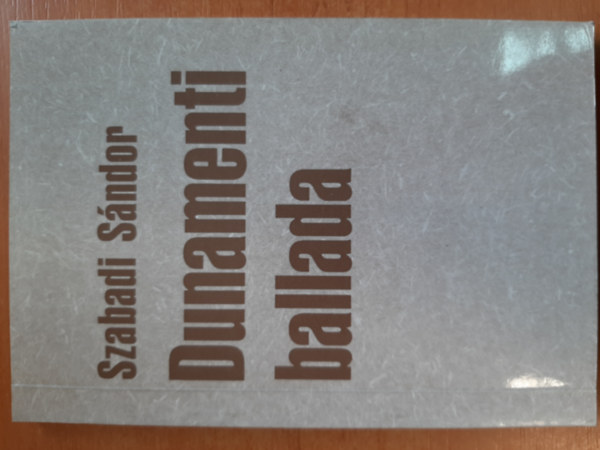 Szabadi Sándor
Dunamenti
ballada